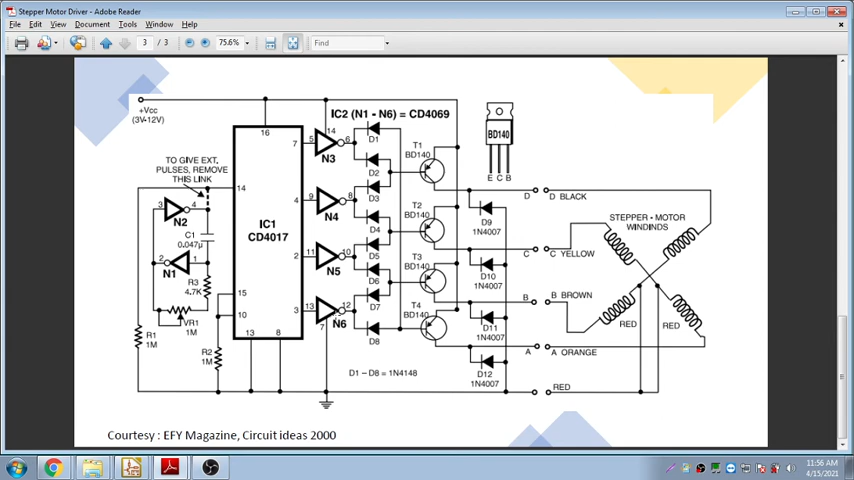 Stepper Motor Driver - Adobe Reader
File Edit View Document Tools Window Help
3 / 3 75.6% Find
+Vcc
(3V-12V)
IC2 (N1 - N6) = CD4069
BD140
E C B
TO GIVE EXT.
PULSES, REMOVE
THIS LINK
16
14
7 5 14 6
N3
D1
D2
T1
BD140
3 4
N2
C1
0.047µ
IC1
CD4017
4 9 8
N4
D3
D4
T2
BD140
D D BLACK
D9
1N4007
STEPPER - MOTOR
WINDINDS
N1
1
2
R3
4.7K
2 11 10
N5
D5
D6
T3
BD140
C C YELLOW
D10
1N4007
VR1
1M
15
10
3 13 12
7 N6
D7
D8
T4
BD140
B B BROWN
D11
1N4007
RED RED
R1
1M
R2
1M
13 8
A A ORANGE
D12
1N4007
D1 – D8 = 1N4148
RED
Courtesy : EFY Magazine, Circuit ideas 2000
11:56 AM
4/15/2021